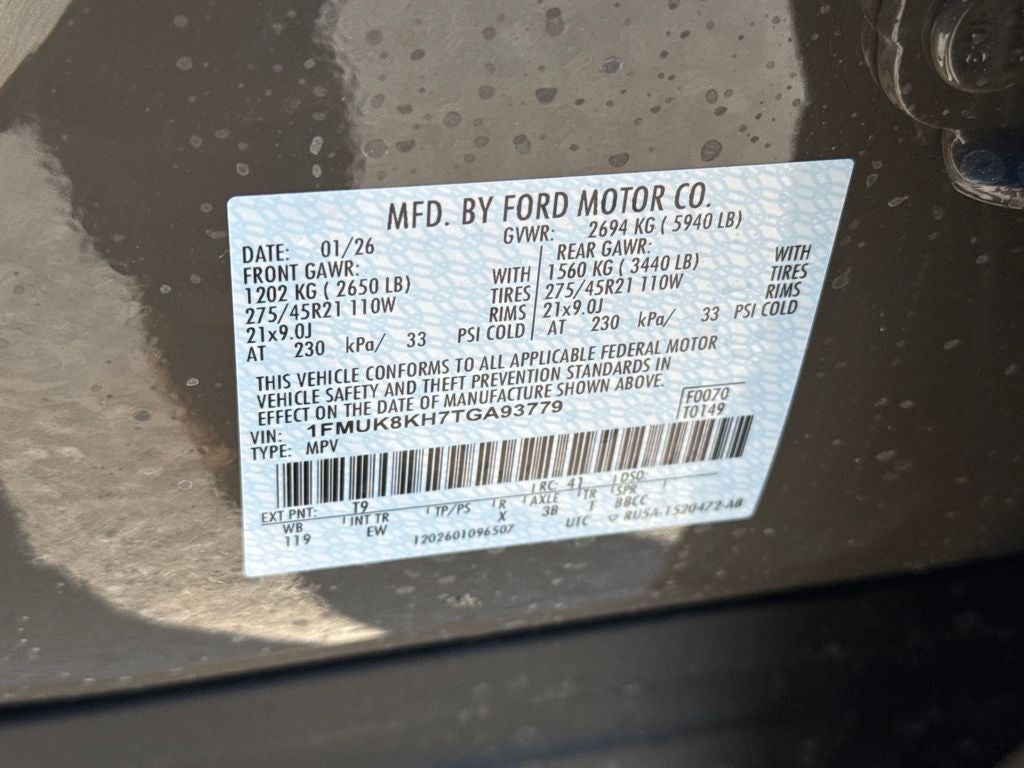 MFD. BY FORD MOTOR CO.
DATE: 01/26 GVWR: 2694 KG ( 5940 LB)
FRONT GAWR: REAR GAWR:
1202 KG ( 2650 LB) WITH 1560 KG ( 3440 LB) WITH
275/45R21 110W TIRES 275/45R21 110W TIRES
21x9.0J RIMS 21x9.0J RIMS
AT 230 kPa/ 33 PSI COLD AT 230 kPa/ 33 PSI COLD
THIS VEHICLE CONFORMS TO ALL APPLICABLE FEDERAL MOTOR
VEHICLE SAFETY AND THEFT PREVENTION STANDARDS IN
EFFECT ON THE DATE OF MANUFACTURE SHOWN ABOVE.
VIN: 1FMUK8KH7TGA93779 F0070
TYPE: MPV T0149
EXT PNT: T9 RC: 41 DSO:
WB INT TR TP/PS R AXLE TR SPR
119 EW X 3B T BBCC
1202601096507 UTC ▽ RU5A-1520472-AB